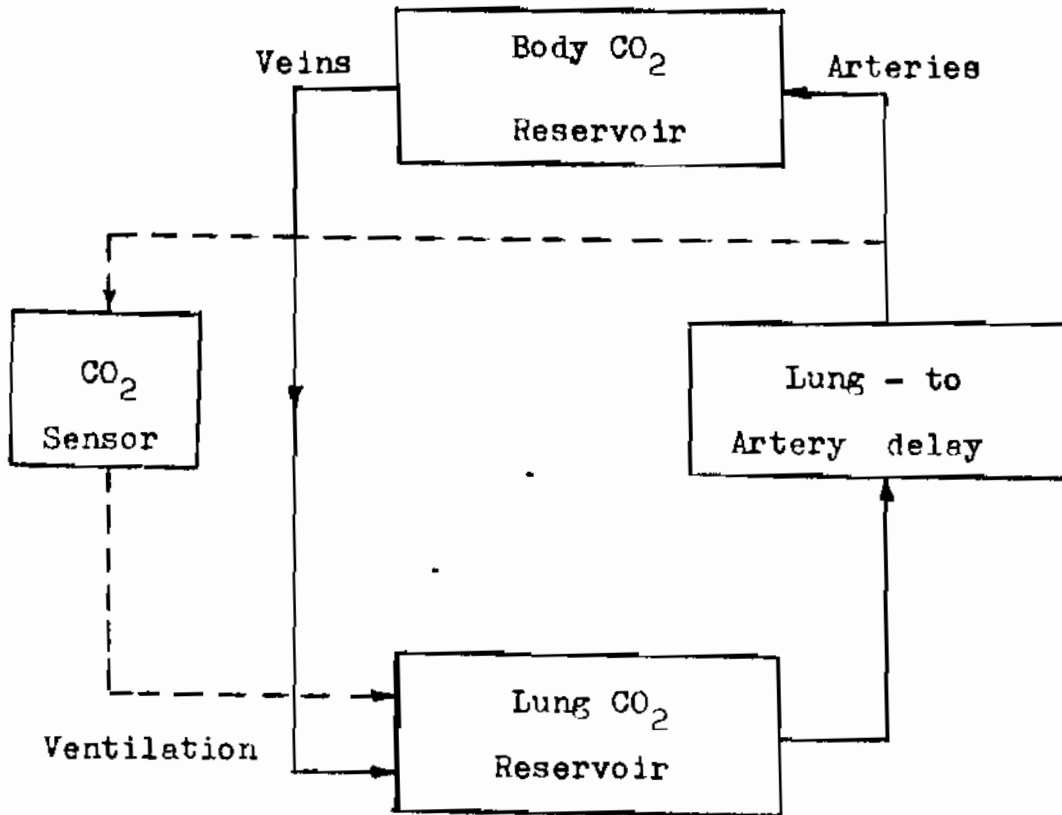 Body CO₂
Reservoir
Veins
Arteries
CO₂
Sensor
Lung - to
Artery delay
Lung CO₂
Reservoir
Ventilation